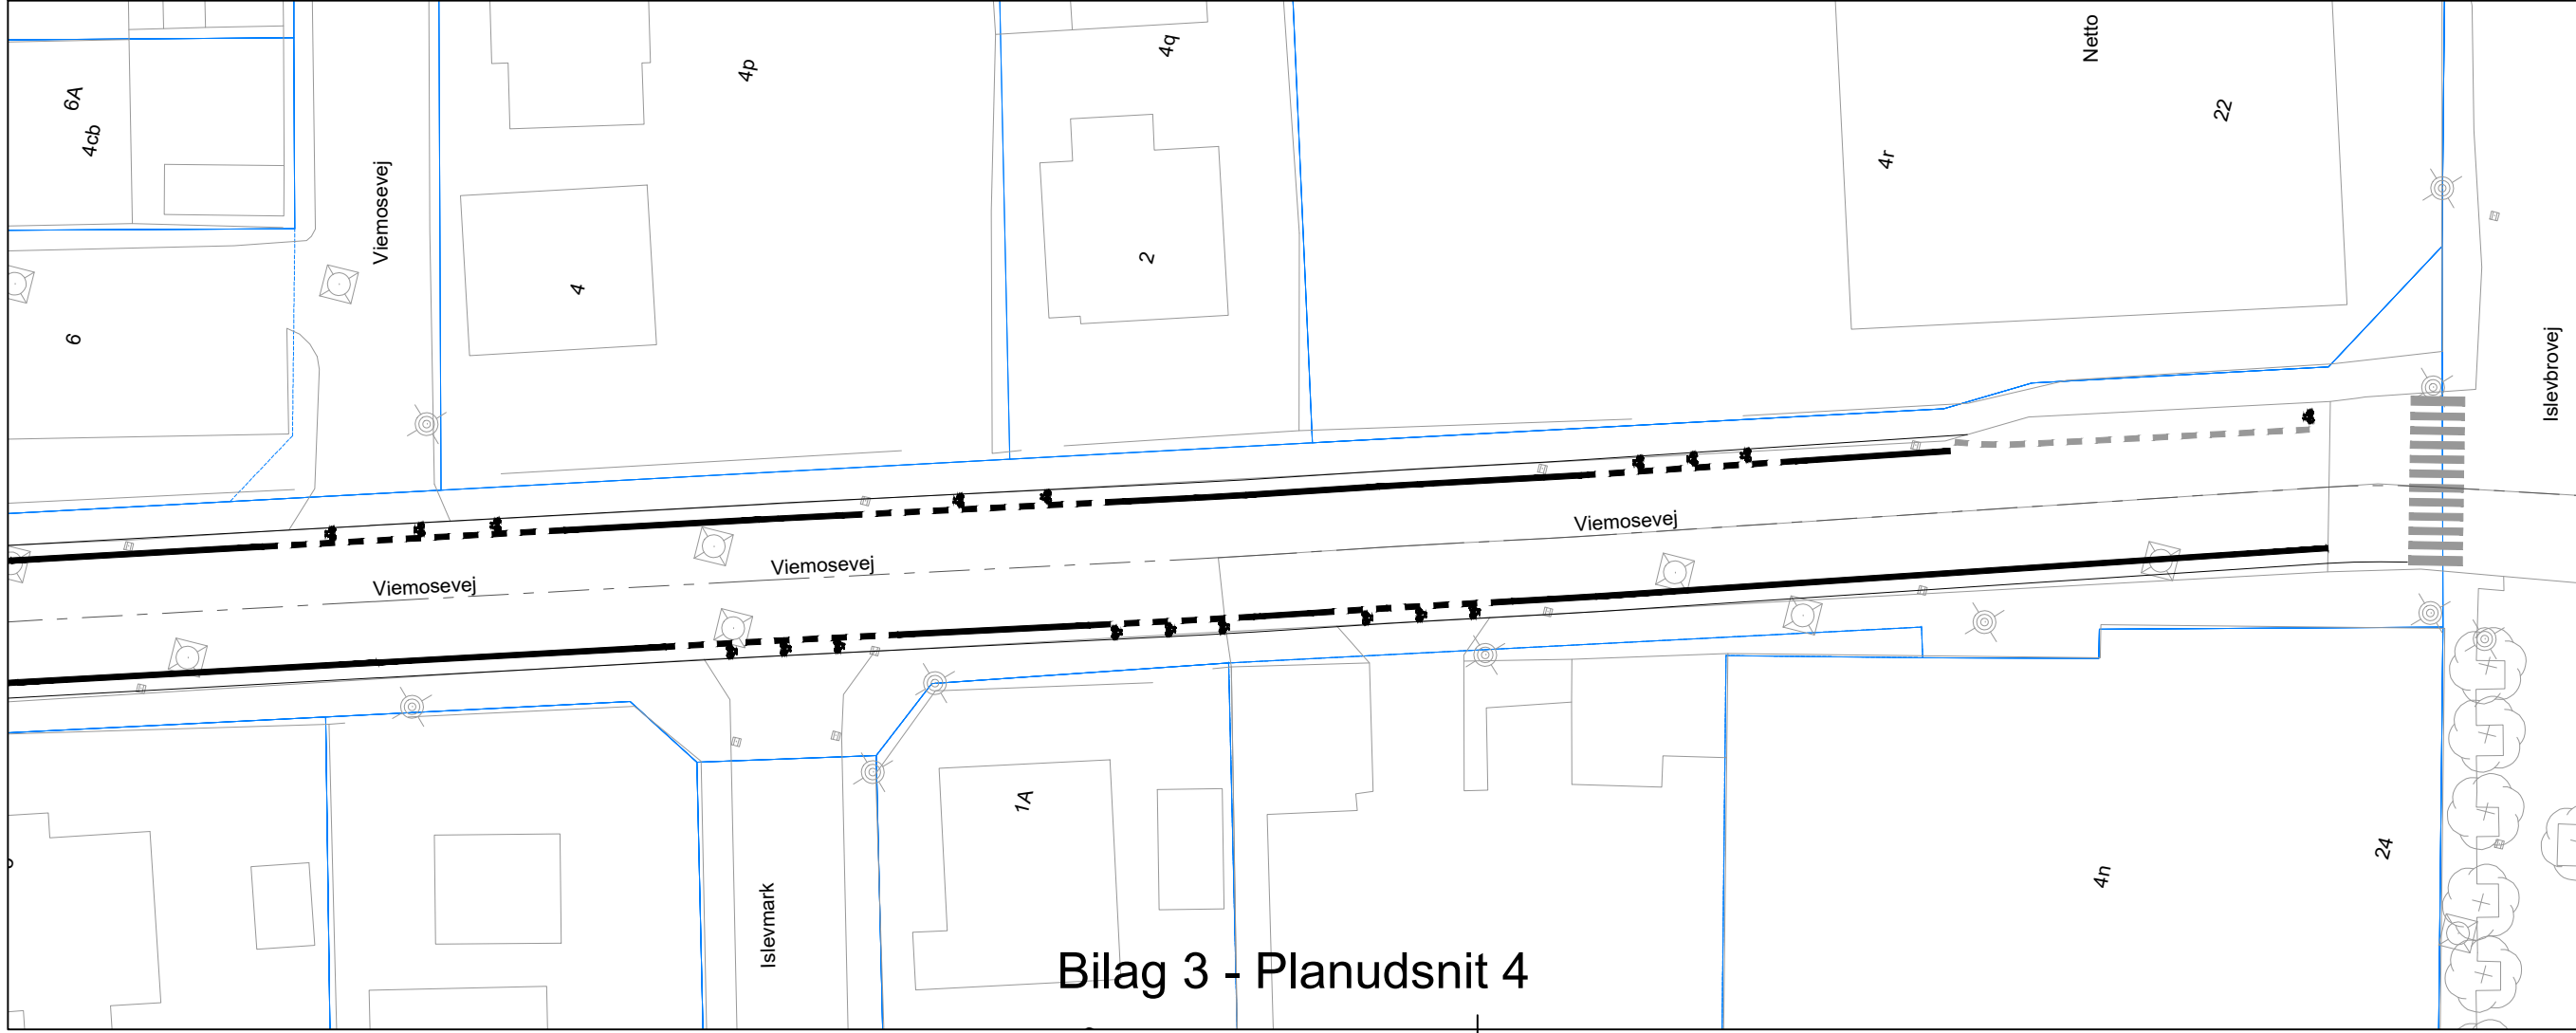 6A
4cb
Viemosevej
4p
4q
Netto
22
4r
2
4
6
Islevbrovej
Viemosevej
Viemosevej
Viemosevej
1A
24
4n
Islevmark
Bilag 3 - Planudsnit 4